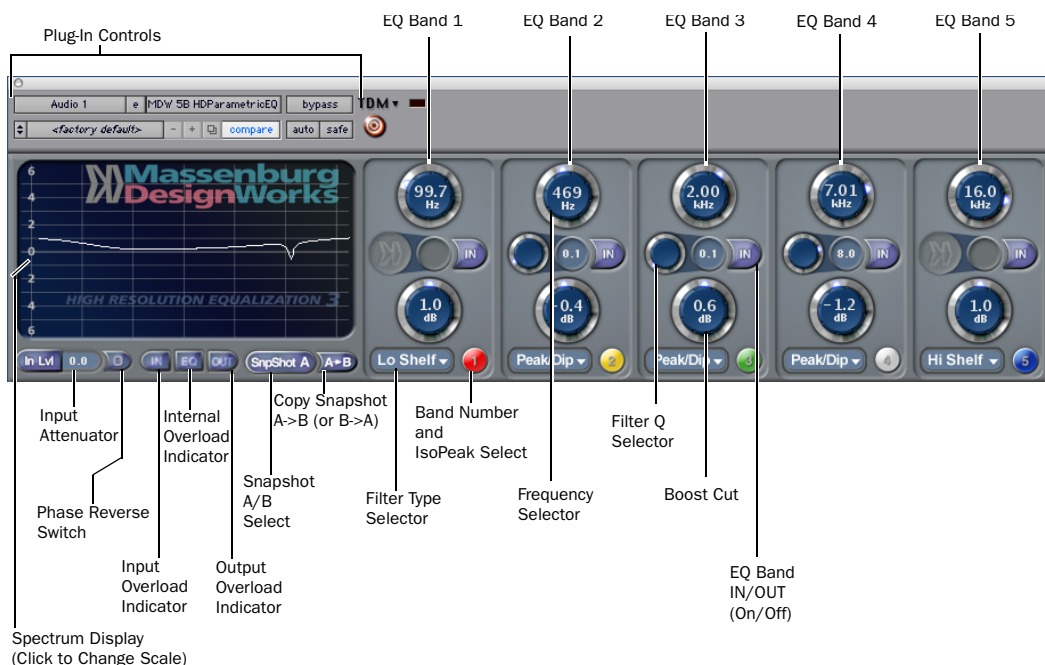 EQ Band 1
EQ Band 2
EQ Band 3
EQ Band 4
EQ Band 5
Plug-In Controls
Audio 1
e
MDW 5B HDParametricEQ
bypass
TDM
<factory default>
-
+
compare
auto
safe
Massenburg
DesignWorks
6
4
2
0
2
4
6
HIGH RESOLUTION EQUALIZATION 3
99.7
Hz
469
Hz
2.00
kHz
7.01
kHz
16.0
kHz
IN
0.1
IN
0.1
IN
8.0
IN
IN
1.0
dB
-0.4
dB
0.6
dB
-1.2
dB
1.0
dB
In Lvl
0.0
O
IN
EQ
OUT
SnpShot A
A▸B
Lo Shelf
1
Peak/Dip
2
Peak/Dip
3
Peak/Dip
4
Hi Shelf
5
Input
Attenuator
Phase Reverse
Switch
Input
Overload
Indicator
Internal
Overload
Indicator
Output
Overload
Indicator
Copy Snapshot
A->B (or B->A)
Snapshot
A/B
Select
Filter Type
Selector
Band Number
and
IsoPeak Select
Frequency
Selector
Filter Q
Selector
Boost Cut
EQ Band
IN/OUT
(On/Off)
Spectrum Display
(Click to Change Scale)